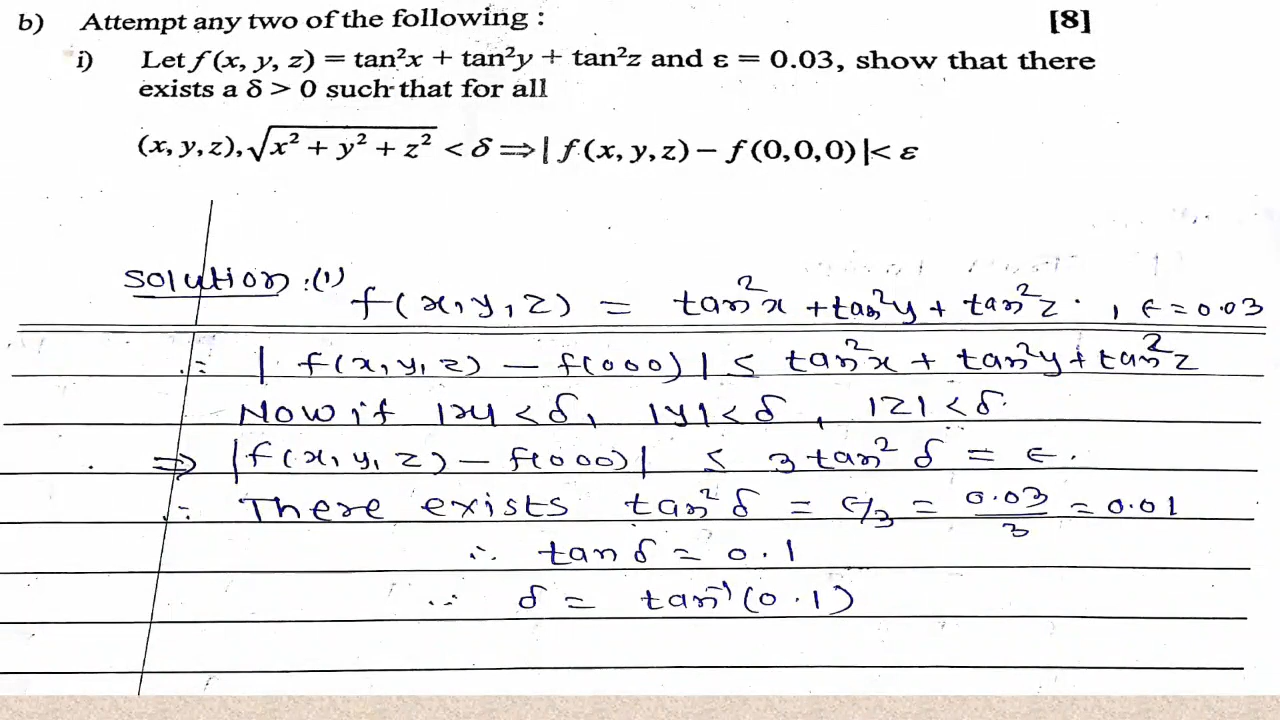 b) Attempt any two of the following : [8]
i) Let f (x, y, z) = tan²x + tan²y + tan²z and ε = 0.03, show that there
exists a δ > 0 such that for all
(x, y, z), √(x² + y² + z²) < δ ⇒ | f (x, y, z) − f (0,0,0) |< ε
Solution :(1)
f(x,y,z) = tan²x + tan²y + tan²z . , ε = 0.03
∴ | f(x,y,z) − f(000) | ≤ tan²x + tan²y + tan²z
Now if |x| < δ, |y| < δ, |z| < δ.
⇒ |f(x,y,z) − f(000)| ≤ 3 tan² δ = ε.
∴ There exists tan² δ = ε/3 = 0.03/3 = 0.01
∴ tan δ = 0.1
∴ δ = tan⁻¹(0.1)